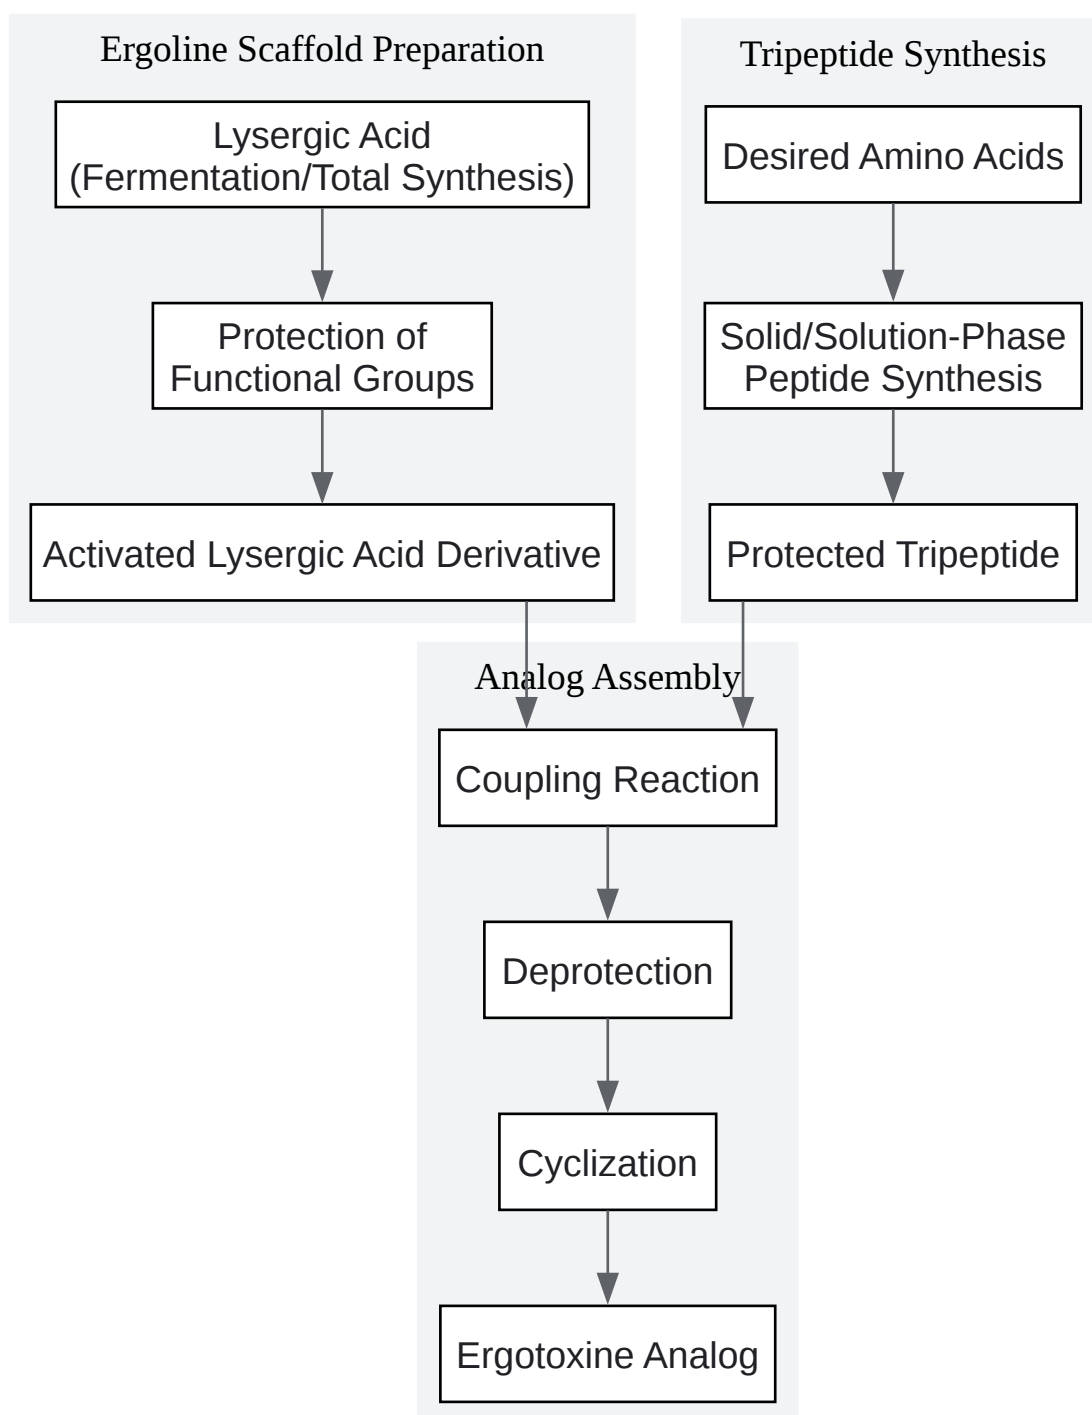 Ergoline Scaffold Preparation
Lysergic Acid
(Fermentation/Total Synthesis)
Protection of
Functional Groups
Activated Lysergic Acid Derivative
Tripeptide Synthesis
Desired Amino Acids
Solid/Solution-Phase
Peptide Synthesis
Protected Tripeptide
Analog Assembly
Coupling Reaction
Deprotection
Cyclization
Ergotoxine Analog